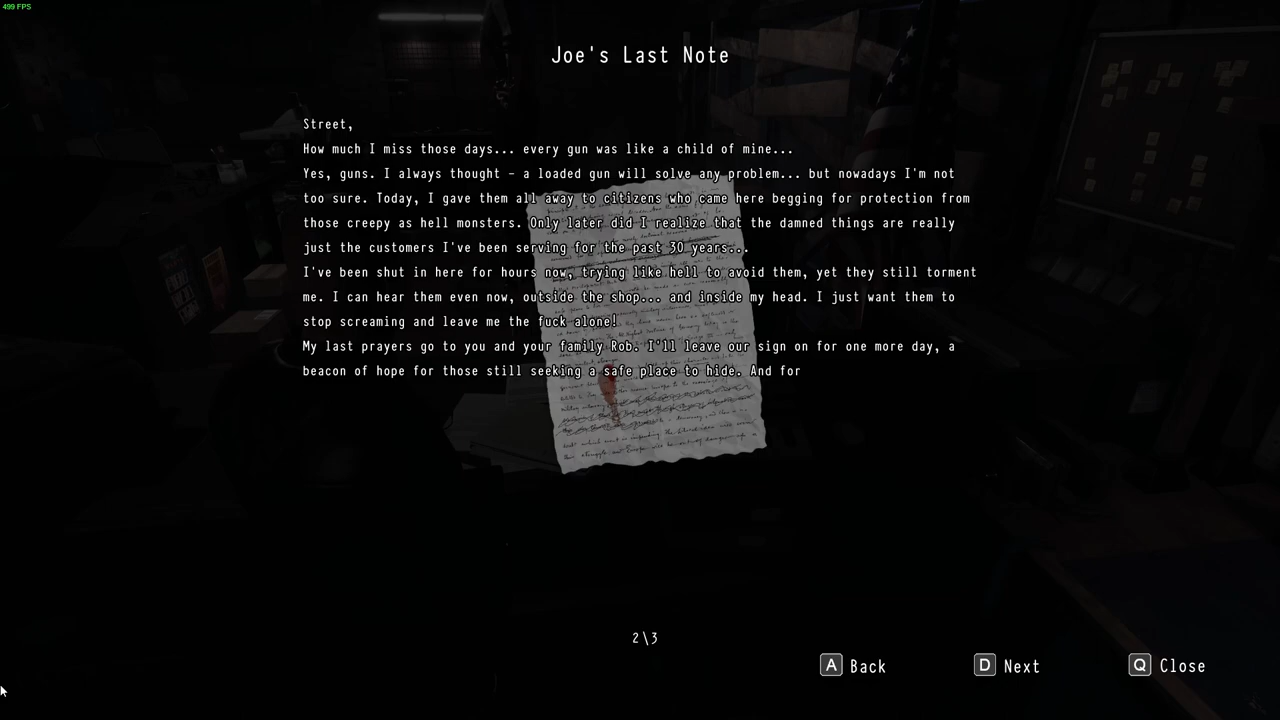 499 FPS
Joe's Last Note
Street,
How much I miss those days... every gun was like a child of mine...
Yes, guns. I always thought - a loaded gun will solve any problem... but nowadays I'm not
too sure. Today, I gave them all away to citizens who came here begging for protection from
those creepy as hell monsters. Only later did I realize that the damned things are really
just the customers I've been serving for the past 30 years...
I've been shut in here for hours now, trying like hell to avoid them, yet they still torment
me. I can hear them even now, outside the shop... and inside my head. I just want them to
stop screaming and leave me the fuck alone!
My last prayers go to you and your family Rob. I'll leave our sign on for one more day, a
beacon of hope for those still seeking a safe place to hide. And for
2\3
A Back
D Next
Q Close